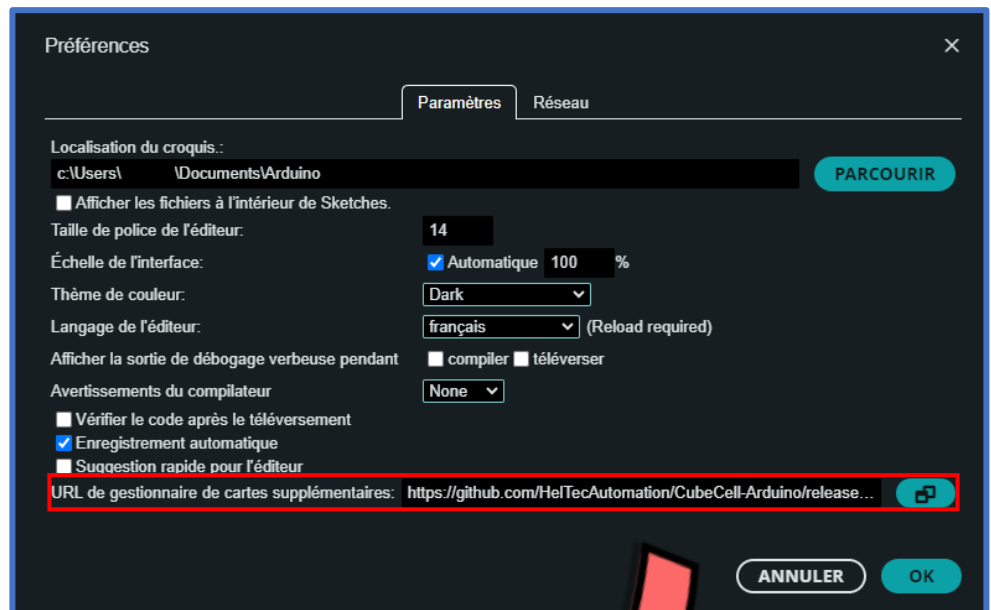 Préférences
Paramètres Réseau
Localisation du croquis.:
c:\Users\ \Documents\Arduino PARCOURIR
Afficher les fichiers à l'intérieur de Sketches.
Taille de police de l'éditeur: 14
Échelle de l'interface: Automatique 100 %
Thème de couleur: Dark
Langage de l'éditeur: français (Reload required)
Afficher la sortie de débogage verbeuse pendant compiler téléverser
Avertissements du compilateur None
Vérifier le code après le téléversement
Enregistrement automatique
Suggestion rapide pour l'éditeur
URL de gestionnaire de cartes supplémentaires: https://github.com/HelTecAutomation/CubeCell-Arduino/release...
ANNULER OK